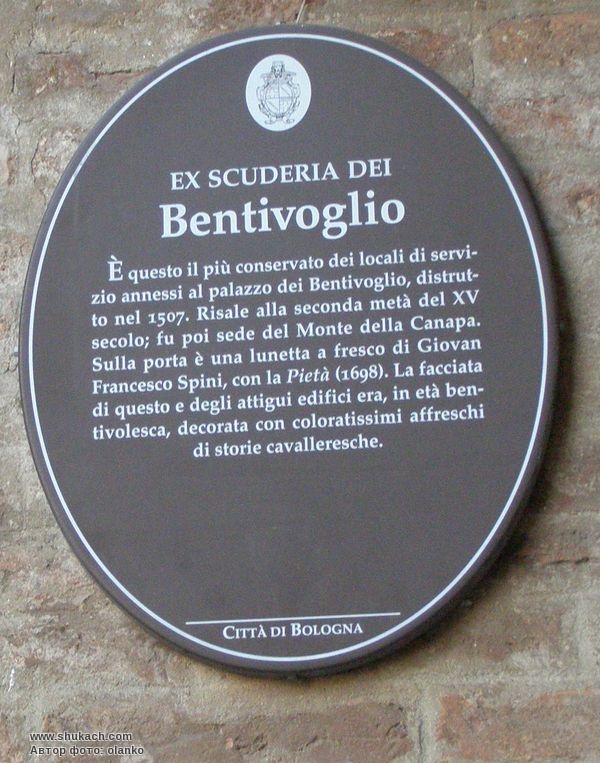 EX SCUDERIA DEI
Bentivoglio
È questo il più conservato dei locali di servi-
zio annessi al palazzo dei Bentivoglio, distrut-
to nel 1507. Risale alla seconda metà del XV
secolo; fu poi sede del Monte della Canapa.
Sulla porta è una lunetta a fresco di Giovan
Francesco Spini, con la Pietà (1698). La facciata
di questo e degli attigui edifici era, in età ben-
tivolesca, decorata con coloratissimi affreschi
di storie cavalleresche.
CITTÀ DI BOLOGNA
www.shukach.com
Автор фото: olanko